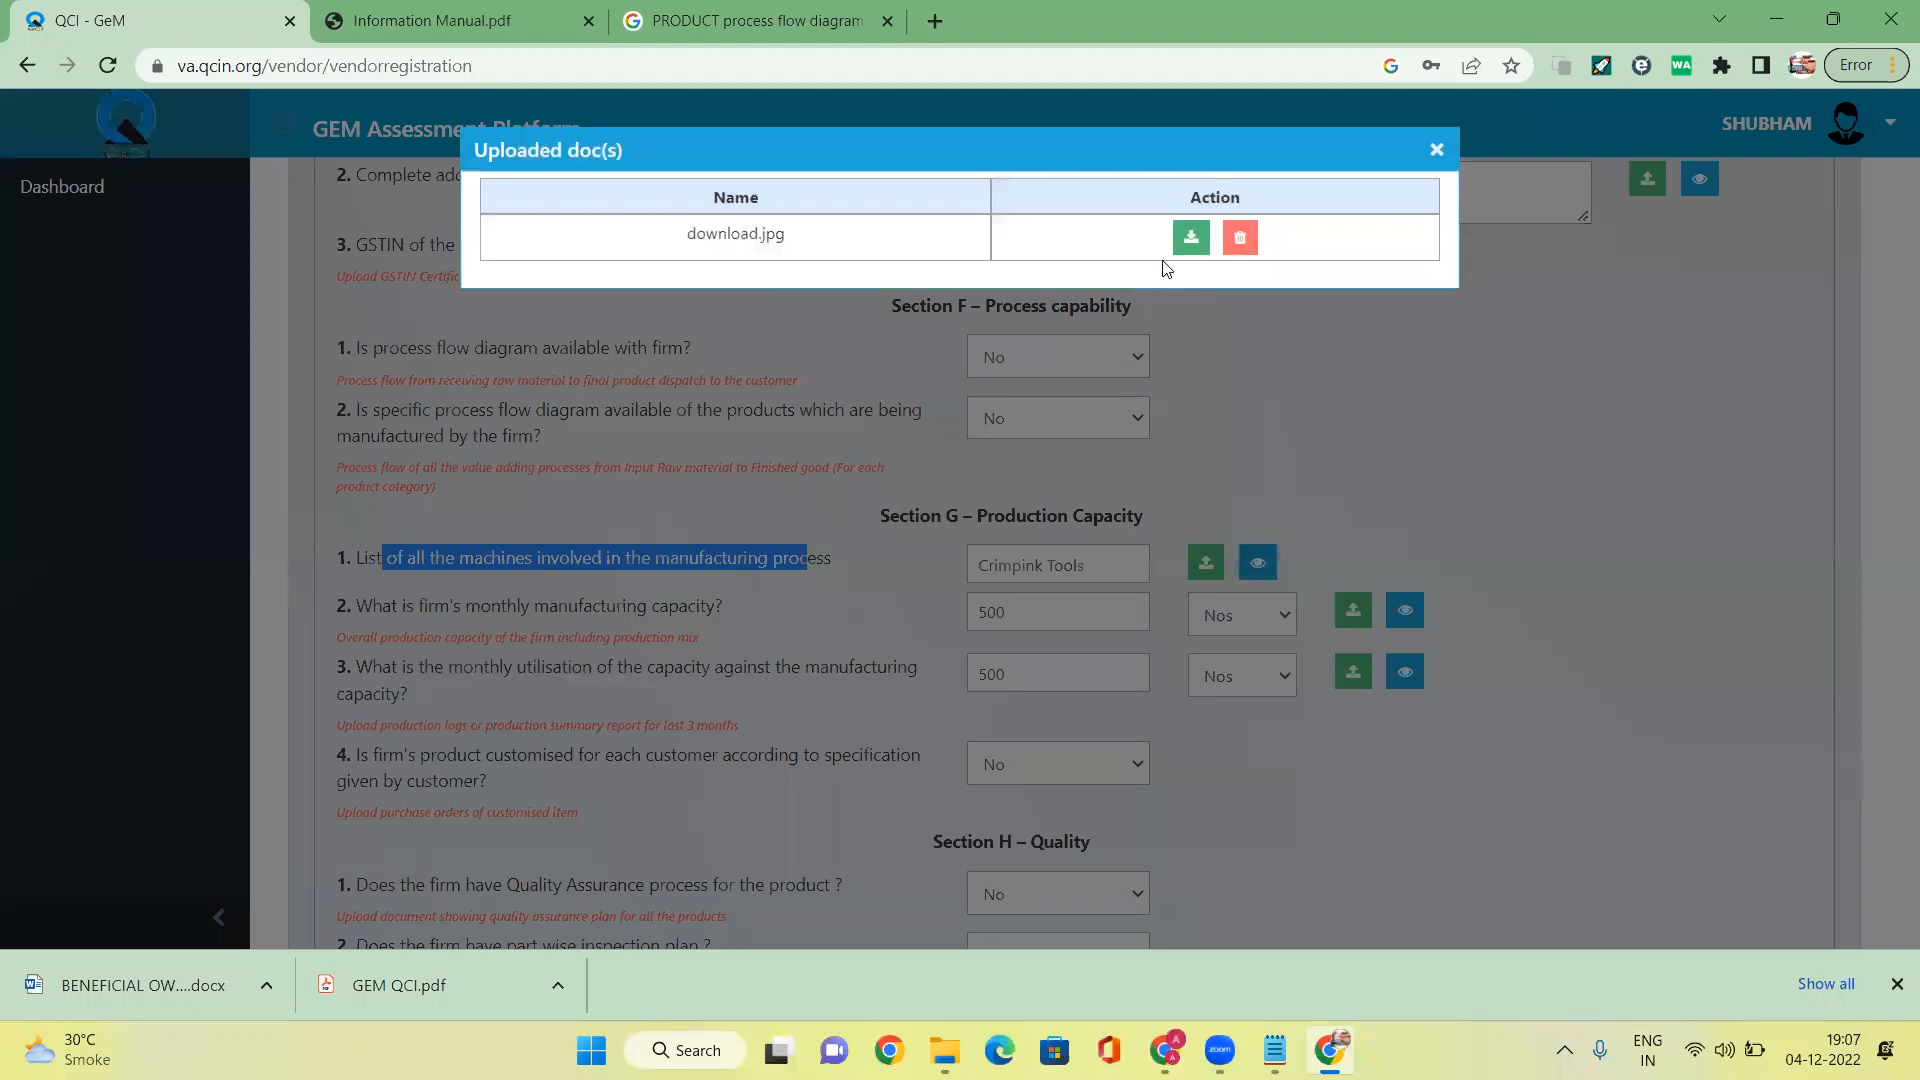 QCI - GeM
Information Manual.pdf
PRODUCT process flow diagram
va.qcin.org/vendor/vendorregistration
WA
Error
GEM Assessment Platform
SHUBHAM
Dashboard
Uploaded doc(s)
Name
Action
download.jpg
2. Complete add
3. GSTIN of the
Upload GSTIN Certific
Section F – Process capability
1. Is process flow diagram available with firm?
No
Process flow from receiving raw material to final product dispatch to the customer
2. Is specific process flow diagram available of the products which are being
manufactured by the firm?
No
Process flow of all the value adding processes from Input Raw material to Finished good (For each
product category)
Section G – Production Capacity
1. List of all the machines involved in the manufacturing process
Crimpink Tools
2. What is firm's monthly manufacturing capacity?
500
Nos
Overall production capacity of the firm including production mix
3. What is the monthly utilisation of the capacity against the manufacturing
capacity?
500
Nos
Upload production logs or production summary report for last 3 months
4. Is firm's product customised for each customer according to specification
given by customer?
No
Upload purchase orders of customised item
Section H – Quality
1. Does the firm have Quality Assurance process for the product ?
No
Upload document showing quality assurance plan for all the products
2. Does the firm have part wise inspection plan ?
BENEFICIAL OW....docx
GEM QCI.pdf
Show all
30°C
Smoke
Search
zoom
ENG
IN
19:07
04-12-2022